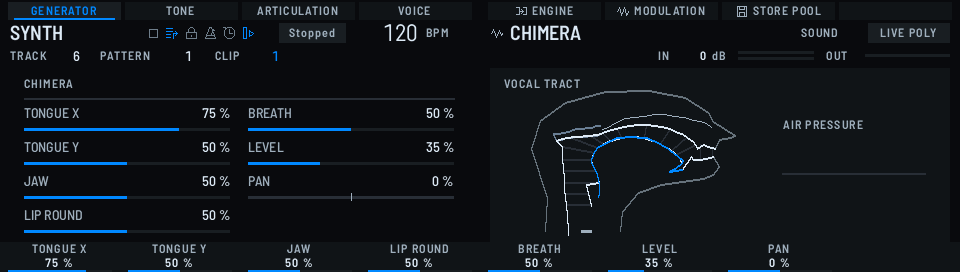 GENERATOR TONE ARTICULATION VOICE ENGINE MODULATION STORE POOL
SYNTH Stopped 120 BPM CHIMERA SOUND LIVE POLY
TRACK 6 PATTERN 1 CLIP 1 IN 0 dB OUT
CHIMERA
TONGUE X 75 % BREATH 50 %
TONGUE Y 50 % LEVEL 35 %
JAW 50 % PAN 0 %
LIP ROUND 50 %
VOCAL TRACT
AIR PRESSURE
TONGUE X TONGUE Y JAW LIP ROUND BREATH LEVEL PAN
75 % 50 % 50 % 50 % 50 % 35 % 0 %